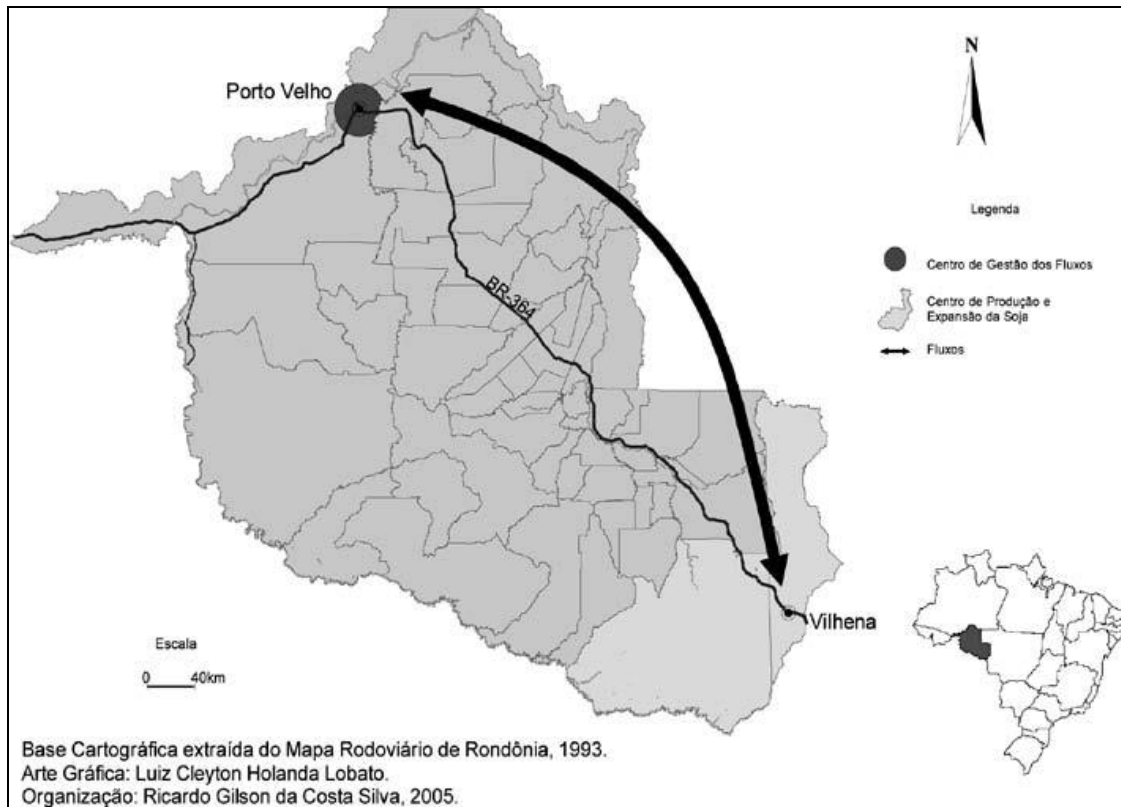 Porto Velho
N
Legenda
Centro de Gestão dos Fluxos
Centro de Produção e
Expansão da Soja
Fluxos
BR-364
Vilhena
Escala
0 40km
Base Cartográfica extraída do Mapa Rodoviário de Rondônia, 1993.
Arte Gráfica: Luiz Cleyton Holanda Lobato.
Organização: Ricardo Gilson da Costa Silva, 2005.